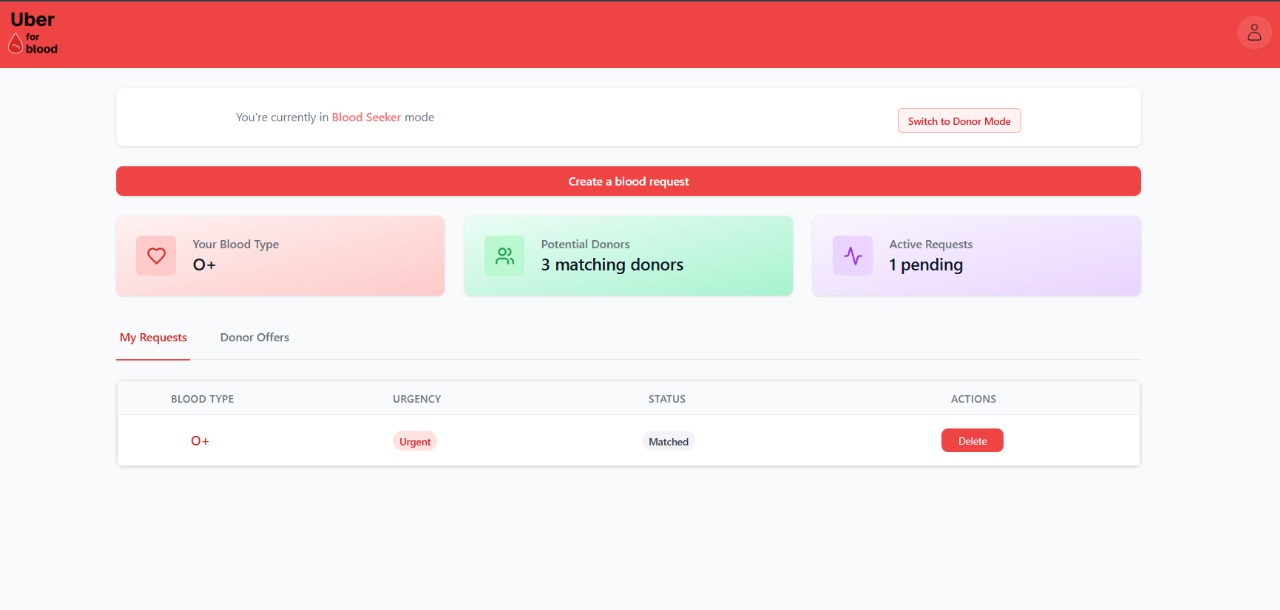 Uber
for
blood
You're currently in Blood Seeker mode
Switch to Donor Mode
Create a blood request
Your Blood Type
O+
Potential Donors
3 matching donors
Active Requests
1 pending
My Requests
Donor Offers
BLOOD TYPE URGENCY STATUS ACTIONS
O+ Urgent Matched Delete